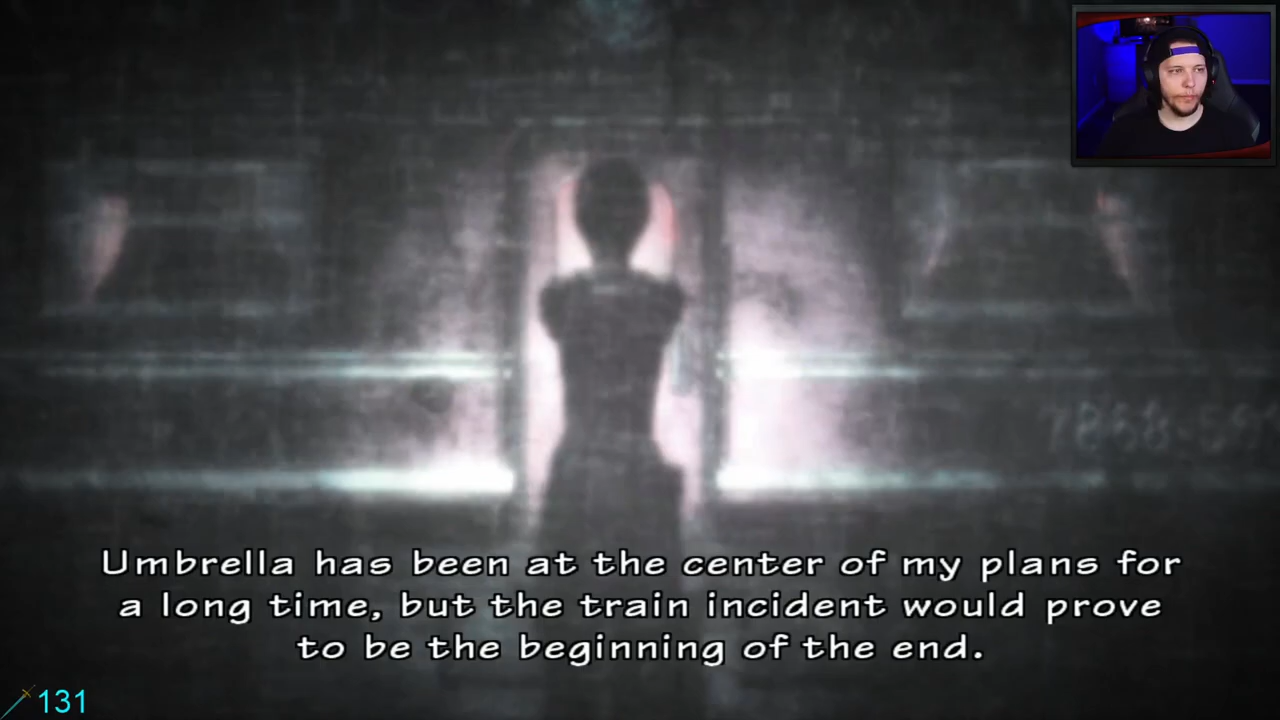 Umbrella has been at the center of my plans for
a long time, but the train incident would prove
to be the beginning of the end.
131